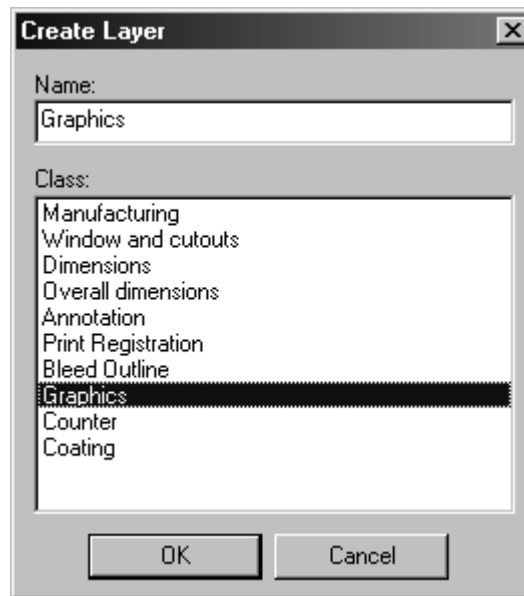 Create Layer
Name:
Graphics
Class:
Manufacturing
Window and cutouts
Dimensions
Overall dimensions
Annotation
Print Registration
Bleed Outline
Graphics
Counter
Coating
OK
Cancel